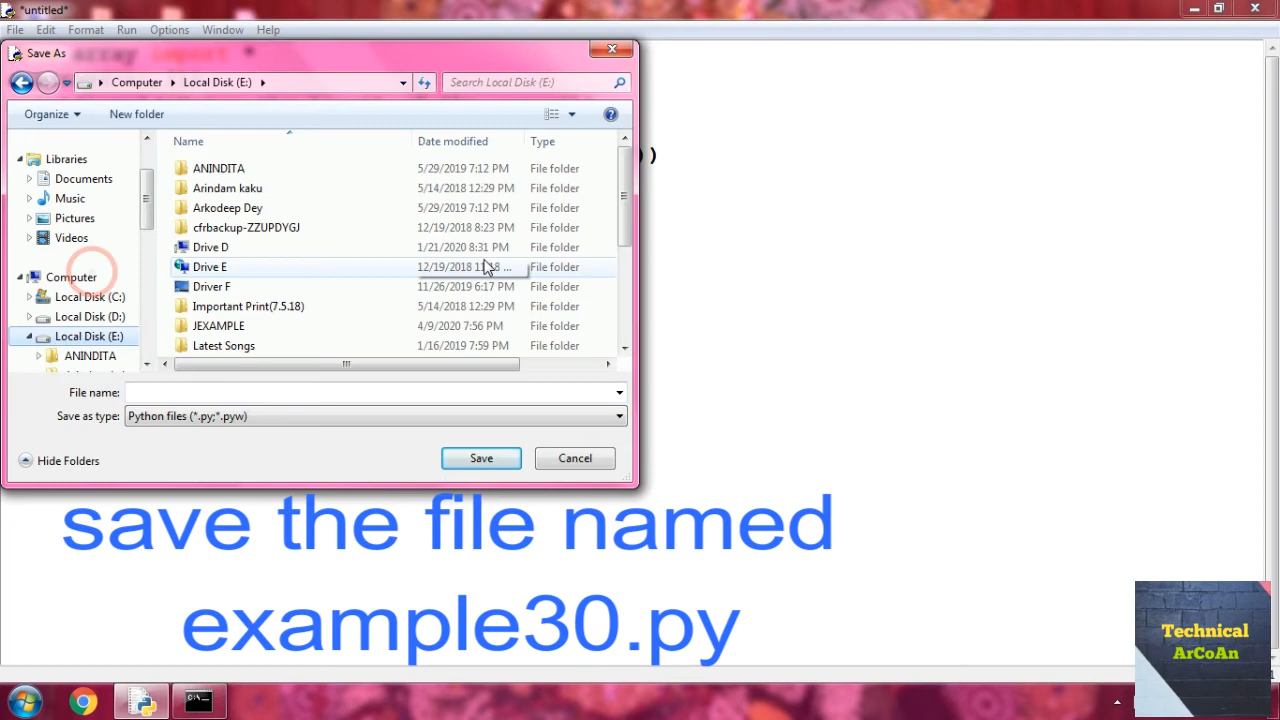 *untitled*
File Edit Format Run Options Window Help
array import *
Save As
Computer Local Disk (E:) Search Local Disk (E:)
Organize New folder
Name Date modified Type
Libraries
Documents
Music
Pictures
Videos
Computer
Local Disk (C:)
Local Disk (D:)
Local Disk (E:)
ANINDITA
ANINDITA 5/29/2019 7:12 PM File folder
Arindam kaku 5/14/2018 12:29 PM File folder
Arkodeep Dey 5/29/2019 7:12 PM File folder
cfrbackup-ZZUPDYGJ 12/19/2018 8:23 PM File folder
Drive D 1/21/2020 8:31 PM File folder
Drive E 12/19/2018 ... File folder
Driver F 11/26/2019 6:17 PM File folder
Important Print(7.5.18) 5/14/2018 12:29 PM File folder
JEXAMPLE 4/9/2020 7:56 PM File folder
Latest Songs 1/16/2019 7:59 PM File folder
))
File name:
Save as type: Python files (*.py;*.pyw)
Hide Folders Save Cancel
save the file named
example30.py
Technical
ArCoAn